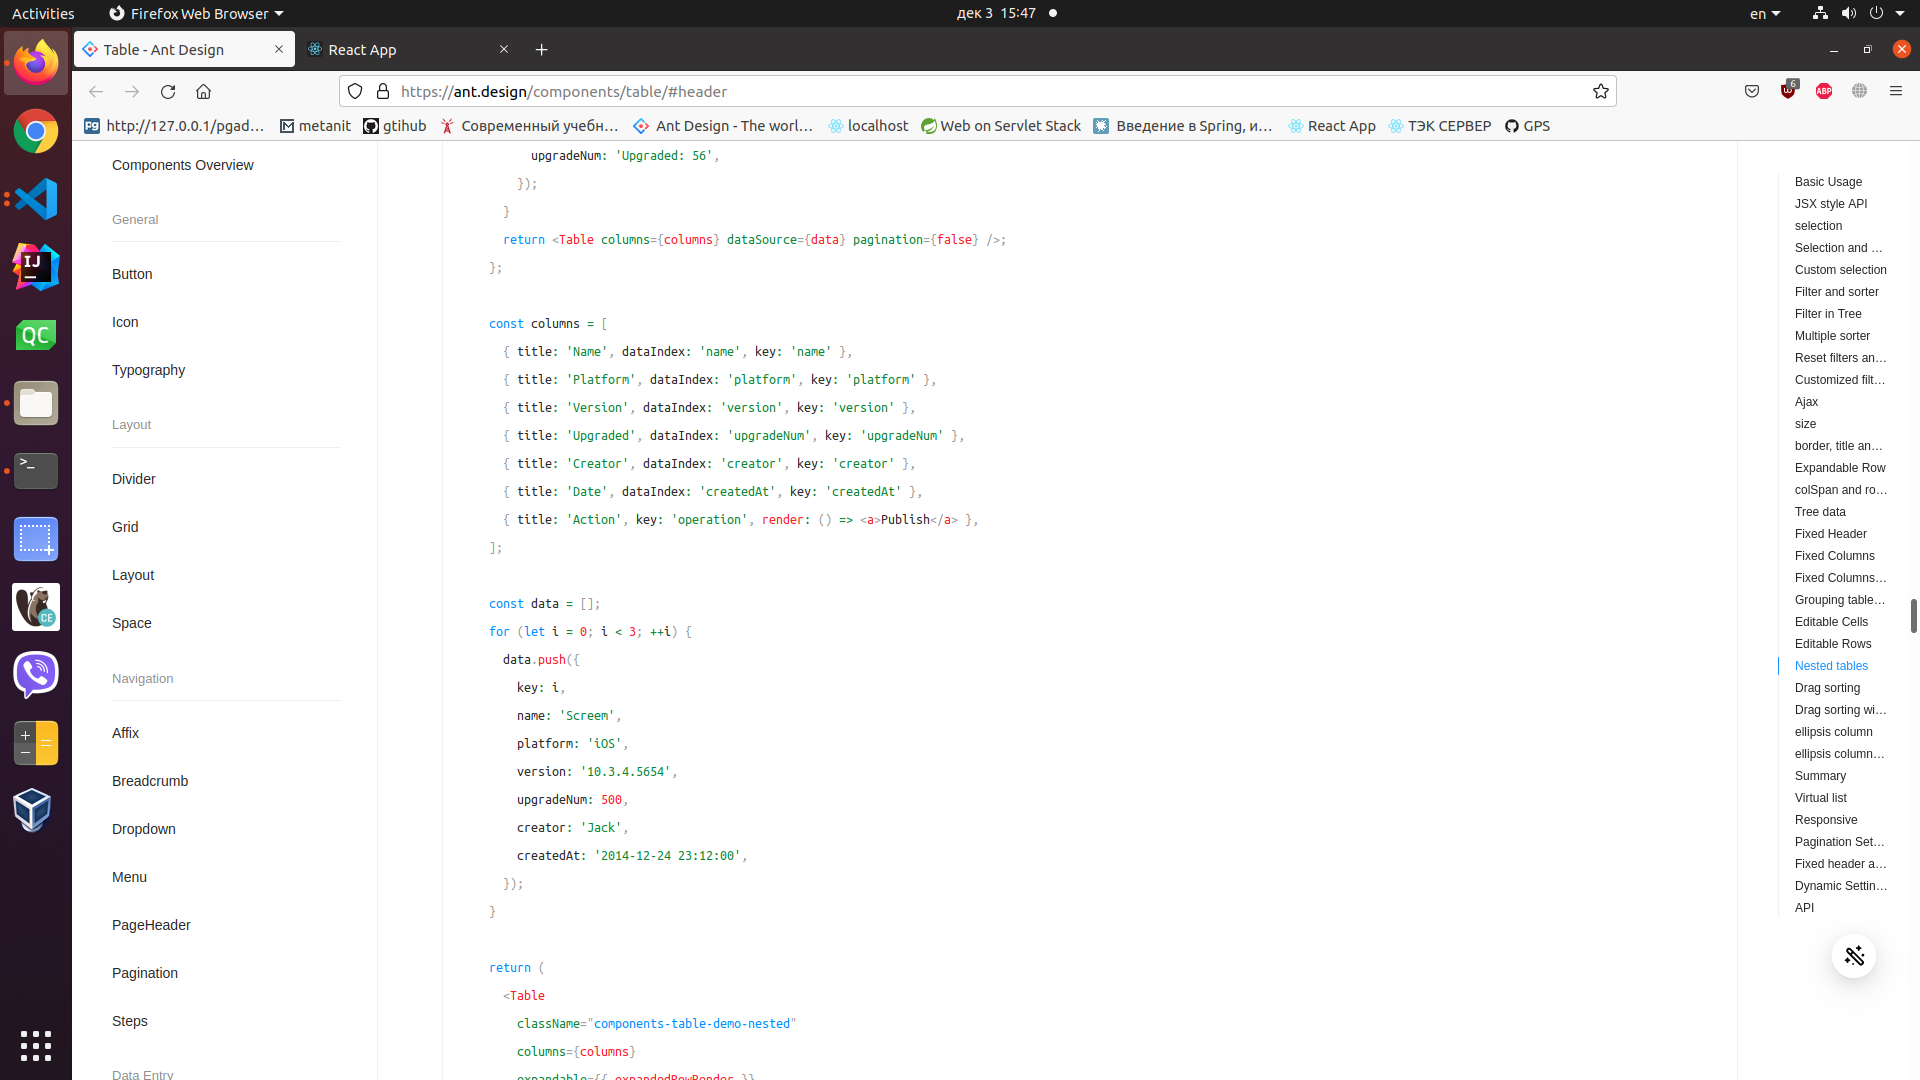 Activities
Firefox Web Browser
дек 3 15:47
en
Table - Ant Design
React App
https://ant.design/components/table/#header
6
ABP
http://127.0.0.1/pgad…
metanit
gtihub
Современный учебн…
Ant Design - The worl…
localhost
Web on Servlet Stack
Введение в Spring, и…
React App
ТЭК СЕРВЕР
GPS
Components Overview
General
Button
Icon
Typography
Layout
Divider
Grid
Layout
Space
Navigation
Affix
Breadcrumb
Dropdown
Menu
PageHeader
Pagination
Steps
Data Entry
upgradeNum: 'Upgraded: 56',
});
}
return <Table columns={columns} dataSource={data} pagination={false} />;
};
const columns = [
{ title: 'Name', dataIndex: 'name', key: 'name' },
{ title: 'Platform', dataIndex: 'platform', key: 'platform' },
{ title: 'Version', dataIndex: 'version', key: 'version' },
{ title: 'Upgraded', dataIndex: 'upgradeNum', key: 'upgradeNum' },
{ title: 'Creator', dataIndex: 'creator', key: 'creator' },
{ title: 'Date', dataIndex: 'createdAt', key: 'createdAt' },
{ title: 'Action', key: 'operation', render: () => <a>Publish</a> },
];
const data = [];
for (let i = 0; i < 3; ++i) {
data.push({
key: i,
name: 'Screem',
platform: 'iOS',
version: '10.3.4.5654',
upgradeNum: 500,
creator: 'Jack',
createdAt: '2014-12-24 23:12:00',
});
}
return (
<Table
className="components-table-demo-nested"
columns={columns}
expandable={{ expandedRowRender }}
Basic Usage
JSX style API
selection
Selection and …
Custom selection
Filter and sorter
Filter in Tree
Multiple sorter
Reset filters an…
Customized filt…
Ajax
size
border, title an…
Expandable Row
colSpan and ro…
Tree data
Fixed Header
Fixed Columns
Fixed Columns…
Grouping table…
Editable Cells
Editable Rows
Nested tables
Drag sorting
Drag sorting wi…
ellipsis column
ellipsis column…
Summary
Virtual list
Responsive
Pagination Set…
Fixed header a…
Dynamic Settin…
API
IJ
QC
>_
CE